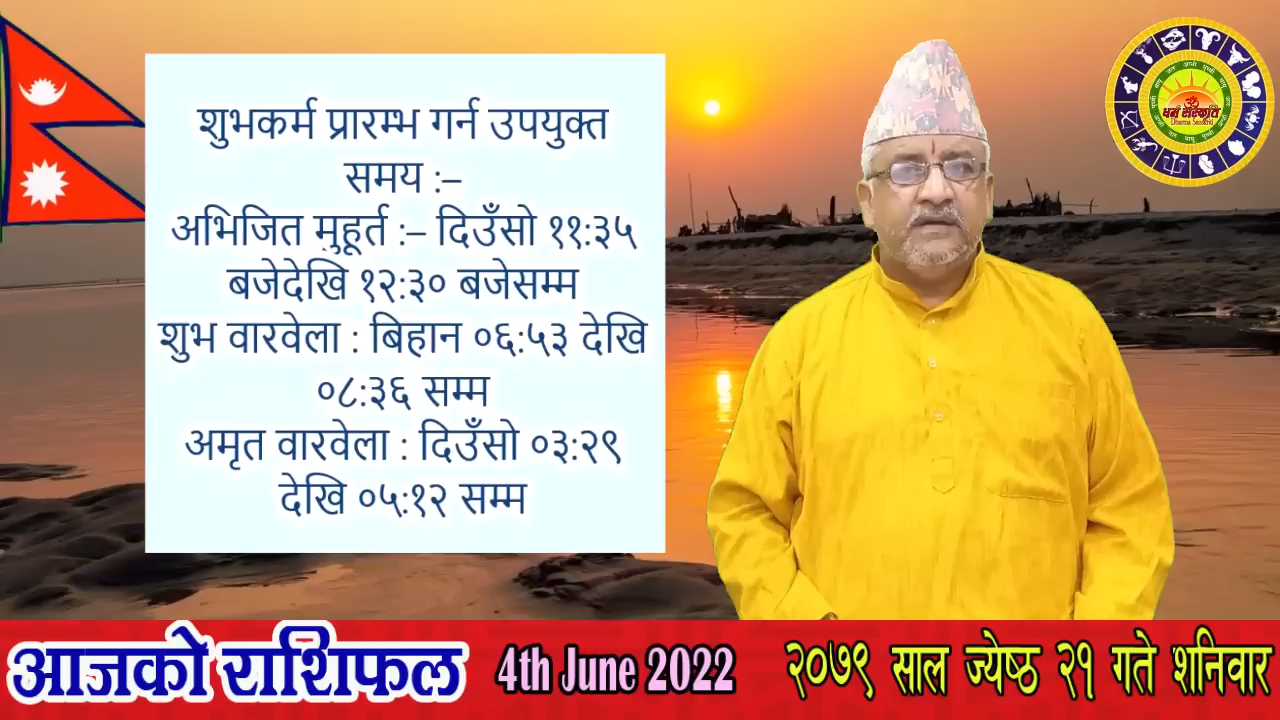 शुभकर्म प्रारम्भ गर्न उपयुक्त
समय :–
अभिजित मुहूर्त :– दिउँसो ११:३५
बजेदेखि १२:३० बजेसम्म
शुभ वारवेला : बिहान ०६:५३ देखि
०८:३६ सम्म
अमृत वारवेला : दिउँसो ०३:२९
देखि ०५:१२ सम्म
धर्म संस्कृति
आजको राशिफल
4th June 2022
२०७९ साल ज्येष्ठ २१ गते शनिवार